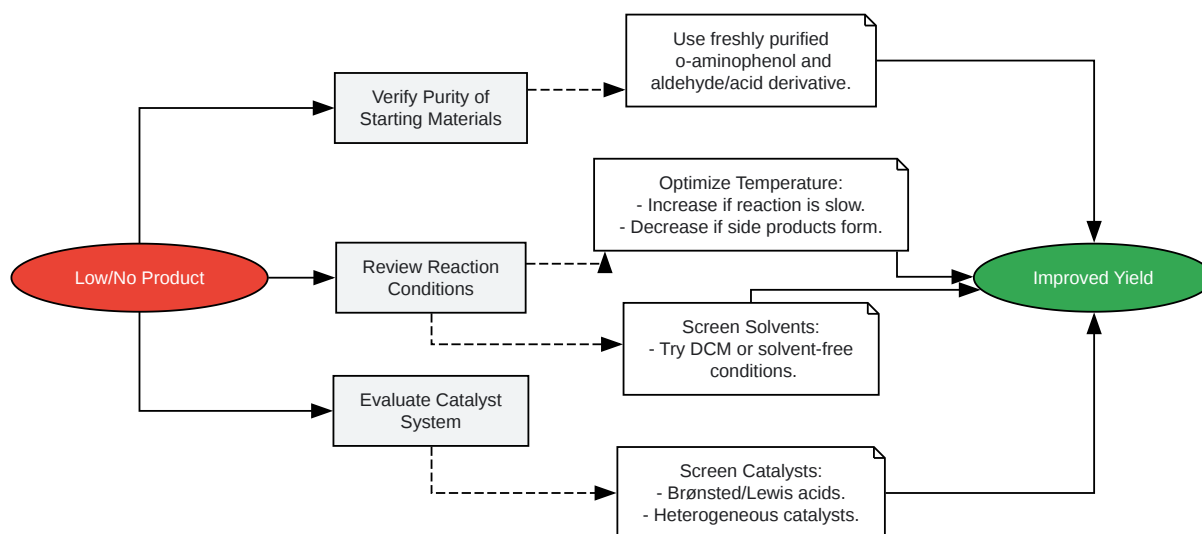 Low/No Product
Verify Purity of
Starting Materials
Use freshly purified
o-aminophenol and
aldehyde/acid derivative.
Review Reaction
Conditions
Optimize Temperature:
- Increase if reaction is slow.
- Decrease if side products form.
Screen Solvents:
- Try DCM or solvent-free
conditions.
Evaluate Catalyst
System
Screen Catalysts:
- Brønsted/Lewis acids.
- Heterogeneous catalysts.
Improved Yield